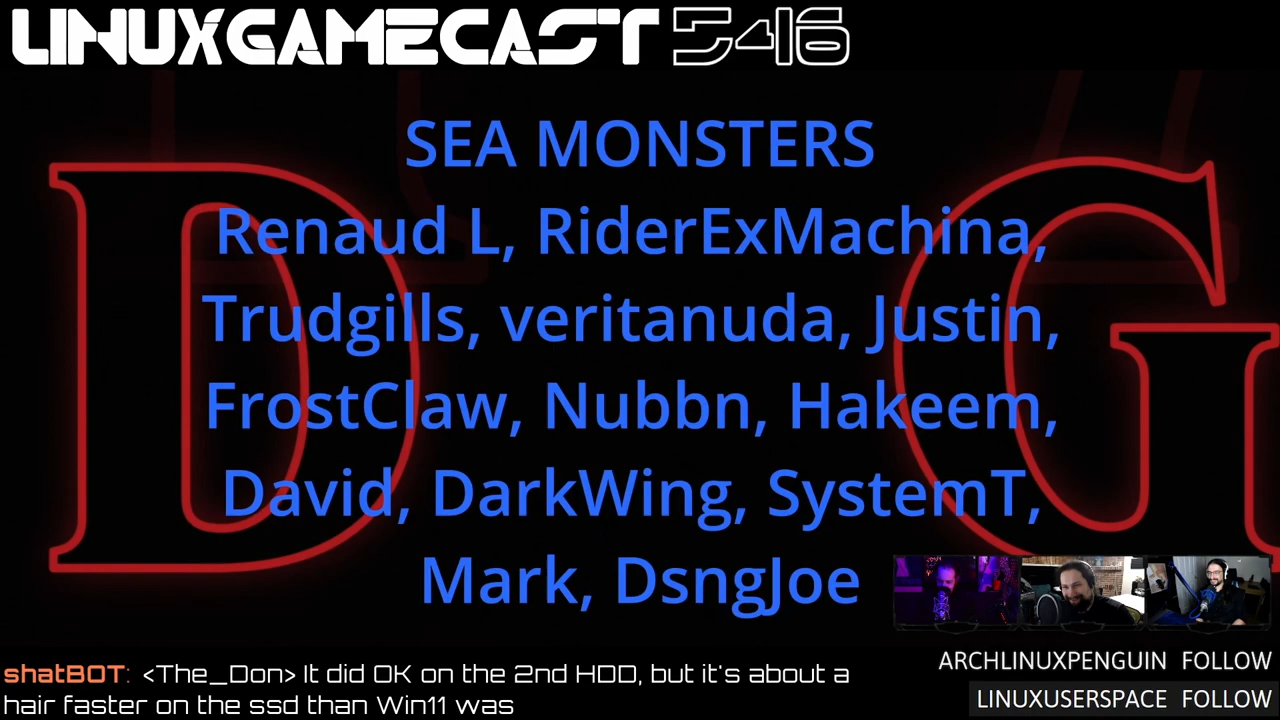 LINUXGAMECAST 546
SEA MONSTERS
Renaud L, RiderExMachina,
Trudgills, veritanuda, Justin,
FrostClaw, Nubbn, Hakeem,
David, DarkWing, SystemT,
Mark, DsngJoe
D G
shatBOT: <The_Don> It did OK on the 2nd HDD, but it's about a
hair faster on the ssd than Win11 was
ARCHLINUXPENGUIN FOLLOW
LINUXUSERSPACE FOLLOW